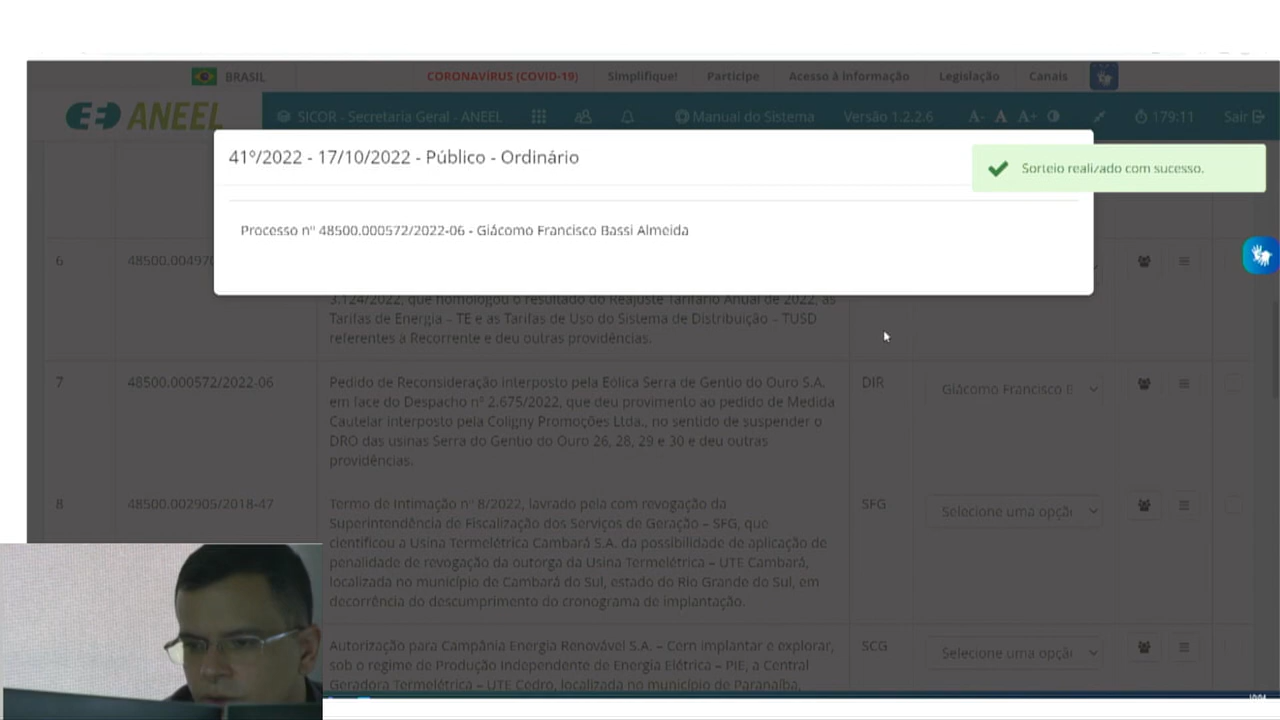 BRASIL
CORONAVÍRUS (COVID-19)
Simplifique!
Participe
Acesso à informação
Legislação
Canais
ANEEL
SICOR - Secretaria Geral - ANEEL
Manual do Sistema
Versão 1.2.2.6
A- A A+
179:11
Sair
41º/2022 - 17/10/2022 - Público - Ordinário
Sorteio realizado com sucesso.
Processo nº 48500.000572/2022-06 - Giácomo Francisco Bassi Almeida
6
48500.00497
3.124/2022, que homologou o resultado do Reajuste Tarifário Anual de 2022, as
Tarifas de Energia – TE e as Tarifas de Uso do Sistema de Distribuição – TUSD
referentes à Recorrente e deu outras providências.
7
48500.000572/2022-06
Pedido de Reconsideração interposto pela Eólica Serra de Gentio do Ouro S.A.
em face do Despacho nº 2.675/2022, que deu provimento ao pedido de Medida
Cautelar interposto pela Coligny Promoções Ltda., no sentido de suspender o
DRO das usinas Serra do Gentio do Ouro 26, 28, 29 e 30 e deu outras
providências.
DIR
Giácomo Francisco B
8
48500.002905/2018-47
Termo de Intimação nº 8/2022, lavrado pela com revogação da
Superintendência de Fiscalização dos Serviços de Geração – SFG, que
cientificou a Usina Termelétrica Cambará S.A. da possibilidade de aplicação de
penalidade de revogação da outorga da Usina Termelétrica – UTE Cambará,
localizada no município de Cambará do Sul, estado do Rio Grande do Sul, em
decorrência do descumprimento do cronograma de implantação.
SFG
Selecione uma opçã
Autorização para Campânia Energia Renovável S.A. – Cern implantar e explorar,
sob o regime de Produção Independente de Energia Elétrica – PIE, a Central
Geradora Termelétrica – UTE Cedro, localizada no município de Paranaíba,
SCG
Selecione uma opçã